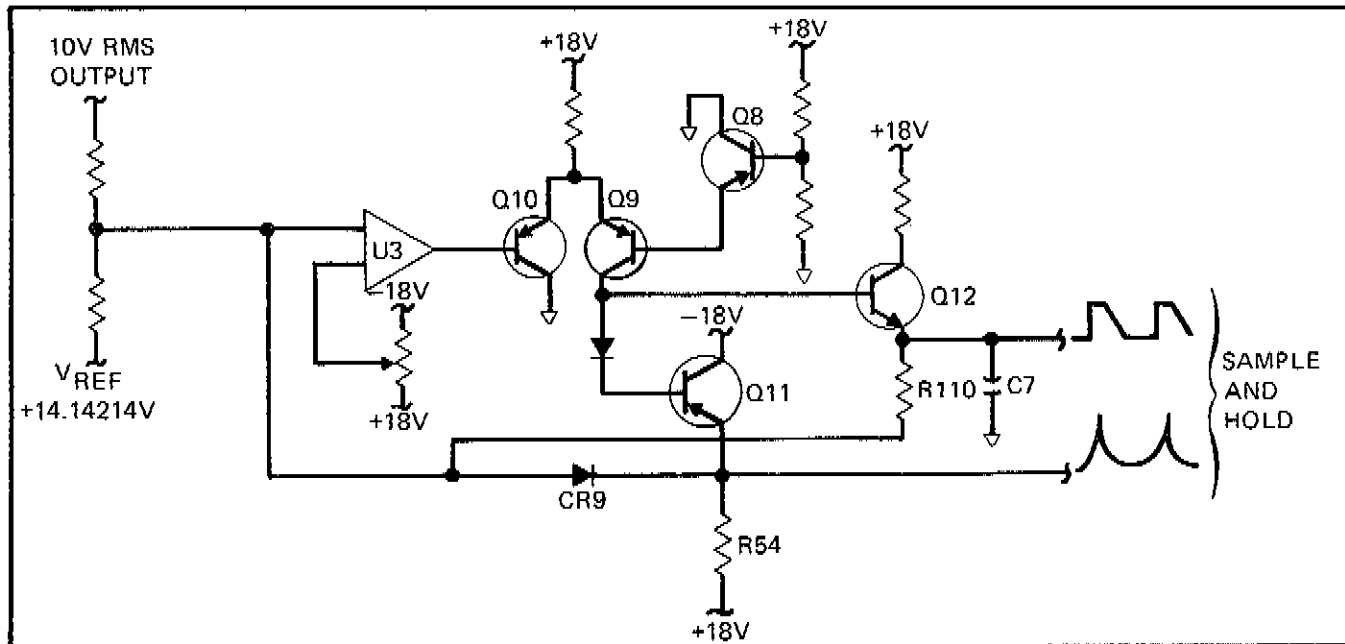 10V RMS
OUTPUT
+18V
+18V
Q8
+18V
Q10
Q9
U3
Q12
−18V
−18V
VREF
+14.14214V
+18V
Q11
R110
C7
SAMPLE
AND
HOLD
CR9
R54
+18V